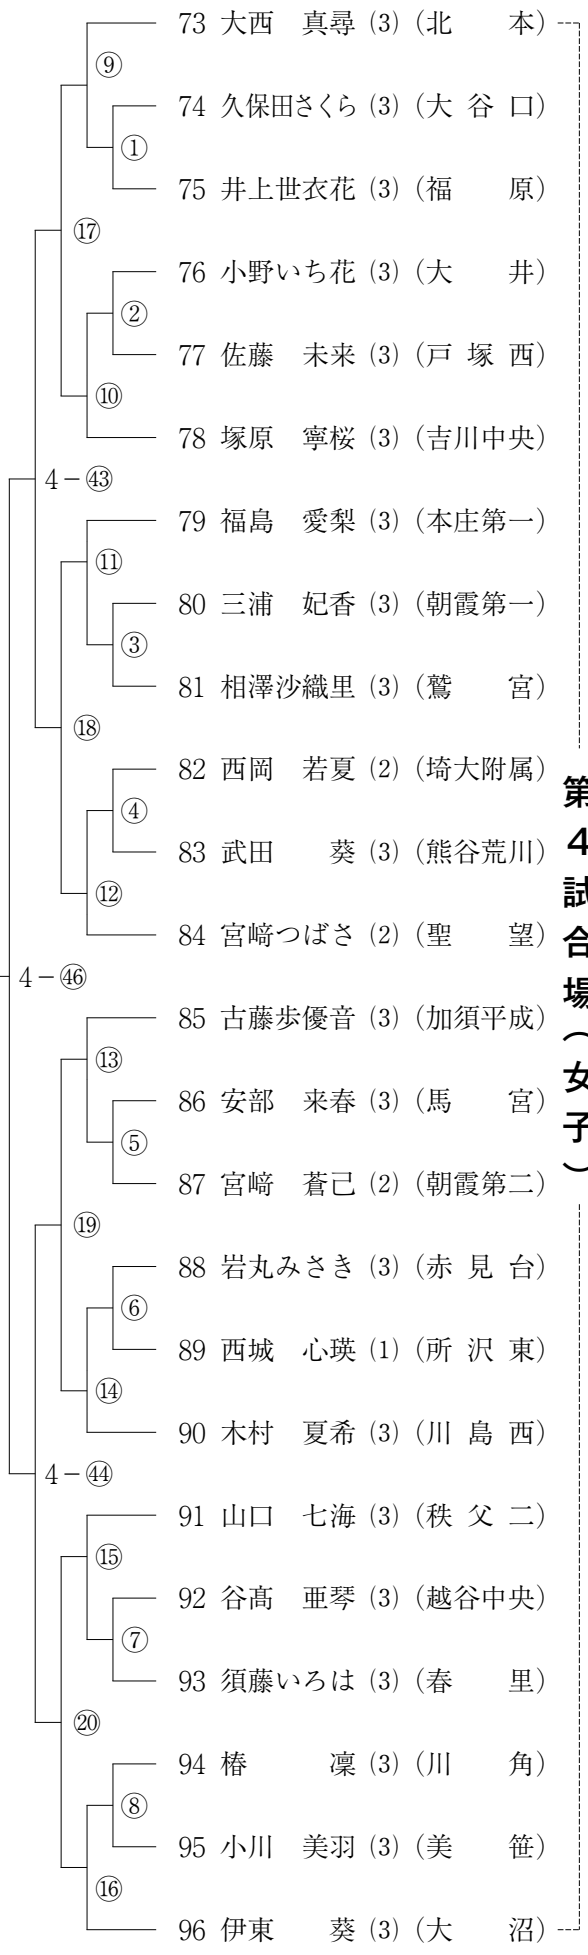 73 大西　真尋 (3) (北　　本)
⑨
74 久保田さくら (3) (大 谷 口)
①
75 井上世衣花 (3) (福　　原)
⑰
76 小野いち花 (3) (大　　井)
②
77 佐藤　未来 (3) (戸 塚 西)
⑩
78 塚原　寧桜 (3) (吉川中央)
4－㊸
79 福島　愛梨 (3) (本庄第一)
⑪
80 三浦　妃香 (3) (朝霞第一)
③
81 相澤沙織里 (3) (鷲　　宮)
⑱
82 西岡　若夏 (2) (埼大附属)
④
83 武田　　葵 (3) (熊谷荒川)
⑫
84 宮﨑つばさ (2) (聖　　望)
4－㊻
85 古藤歩優音 (3) (加須平成)
⑬
86 安部　来春 (3) (馬　　宮)
⑤
87 宮﨑　蒼己 (2) (朝霞第二)
⑲
88 岩丸みさき (3) (赤 見 台)
⑥
89 西城　心瑛 (1) (所 沢 東)
⑭
90 木村　夏希 (3) (川 島 西)
4－㊹
91 山口　七海 (3) (秩 父 二)
⑮
92 谷髙　亜琴 (3) (越谷中央)
⑦
93 須藤いろは (3) (春　　里)
⑳
94 椿　　　凜 (3) (川　　角)
⑧
95 小川　美羽 (3) (美　　笹)
⑯
96 伊東　　葵 (3) (大　　沼)
第４試合場（女子）